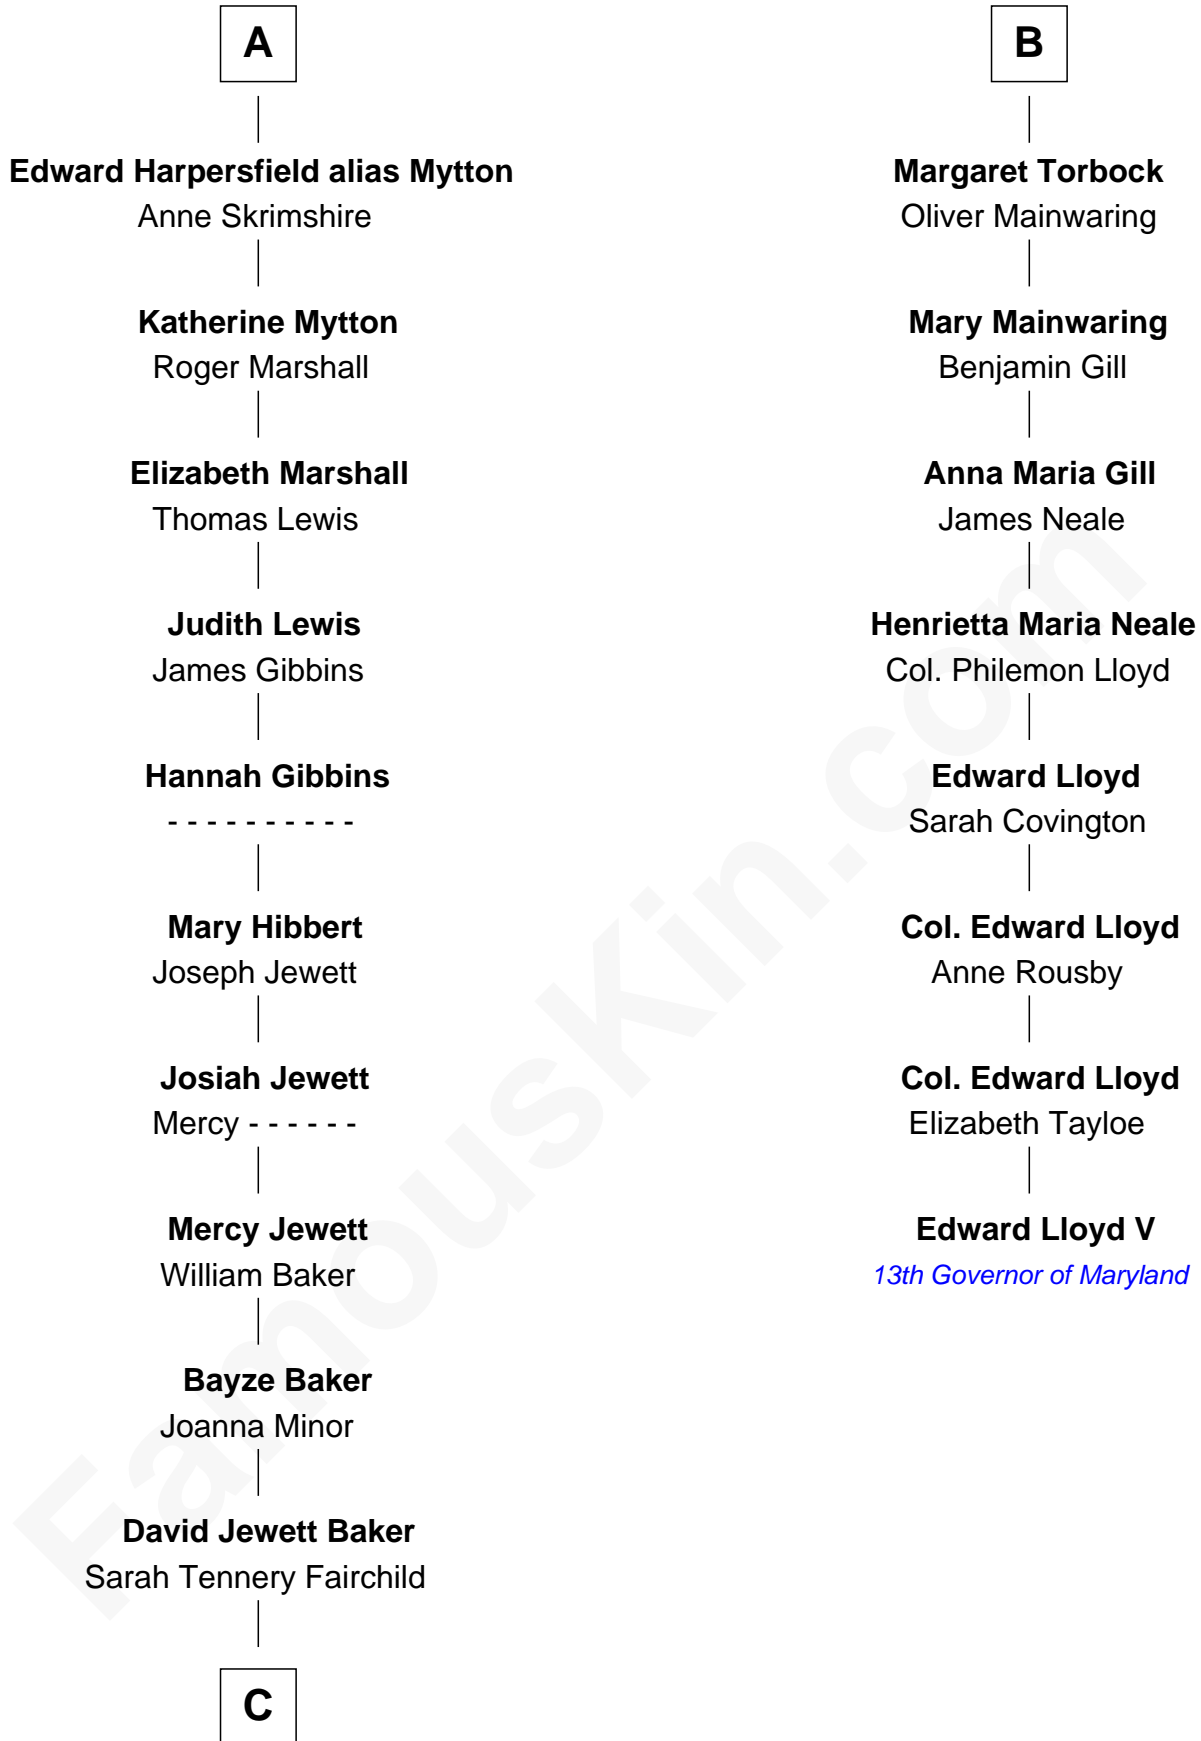 A
Edward Harpersfield alias Mytton
Anne Skrimshire
Katherine Mytton
Roger Marshall
Elizabeth Marshall
Thomas Lewis
Judith Lewis
James Gibbins
Hannah Gibbins
- - - - - - - - - -
Mary Hibbert
Joseph Jewett
Josiah Jewett
Mercy - - - - - -
Mercy Jewett
William Baker
Bayze Baker
Joanna Minor
David Jewett Baker
Sarah Tennery Fairchild
C
B
Margaret Torbock
Oliver Mainwaring
Mary Mainwaring
Benjamin Gill
Anna Maria Gill
James Neale
Henrietta Maria Neale
Col. Philemon Lloyd
Edward Lloyd
Sarah Covington
Col. Edward Lloyd
Anne Rousby
Col. Edward Lloyd
Elizabeth Tayloe
Edward Lloyd V
13th Governor of Maryland
FamousKin.com